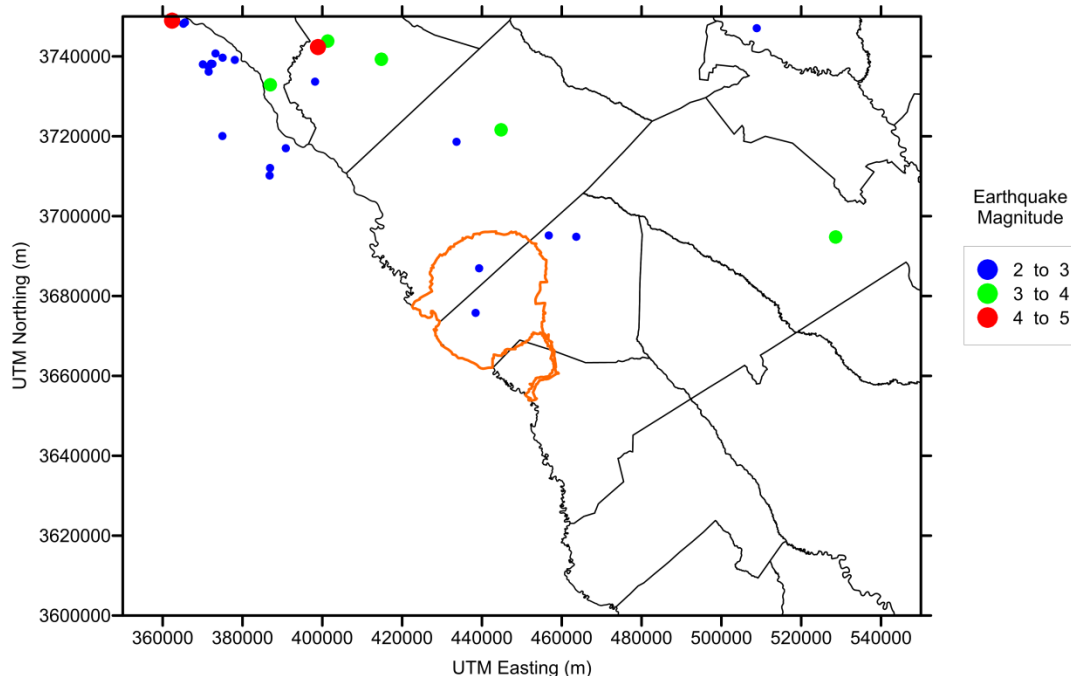 3740000
3720000
3700000
3680000
3660000
3640000
3620000
3600000
UTM Northing (m)
360000 380000 400000 420000 440000 460000 480000 500000 520000 540000
UTM Easting (m)
Earthquake
Magnitude
2 to 3
3 to 4
4 to 5